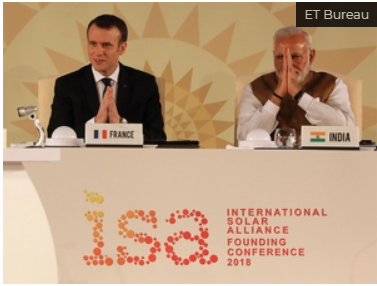 ET Bureau
FRANCE
INDIA
isa
INTERNATIONAL
SOLAR
ALLIANCE
FOUNDING
CONFERENCE
2018